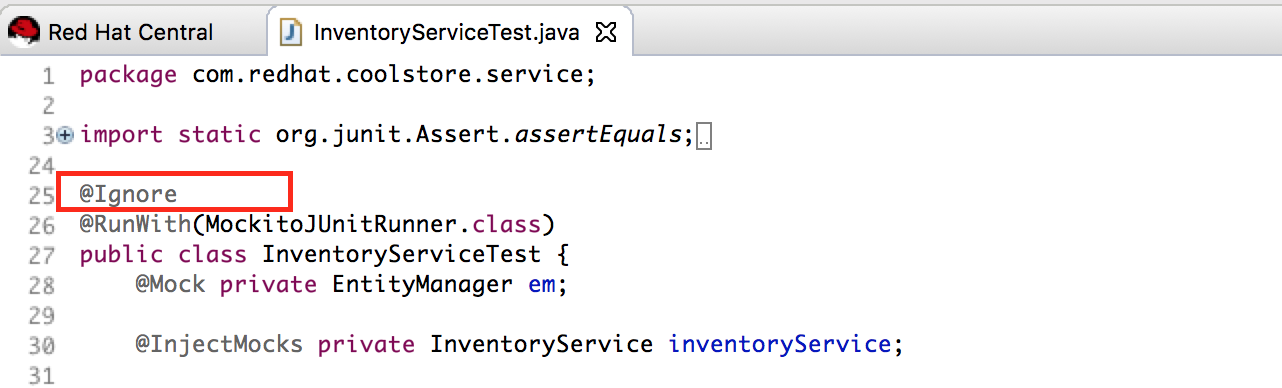 Red Hat Central InventoryServiceTest.java
1 package com.redhat.coolstore.service;
2
3 import static org.junit.Assert.assertEquals;..
24
25 @Ignore
26 @RunWith(MockitoJUnitRunner.class)
27 public class InventoryServiceTest {
28     @Mock private EntityManager em;
29
30     @InjectMocks private InventoryService inventoryService;
31